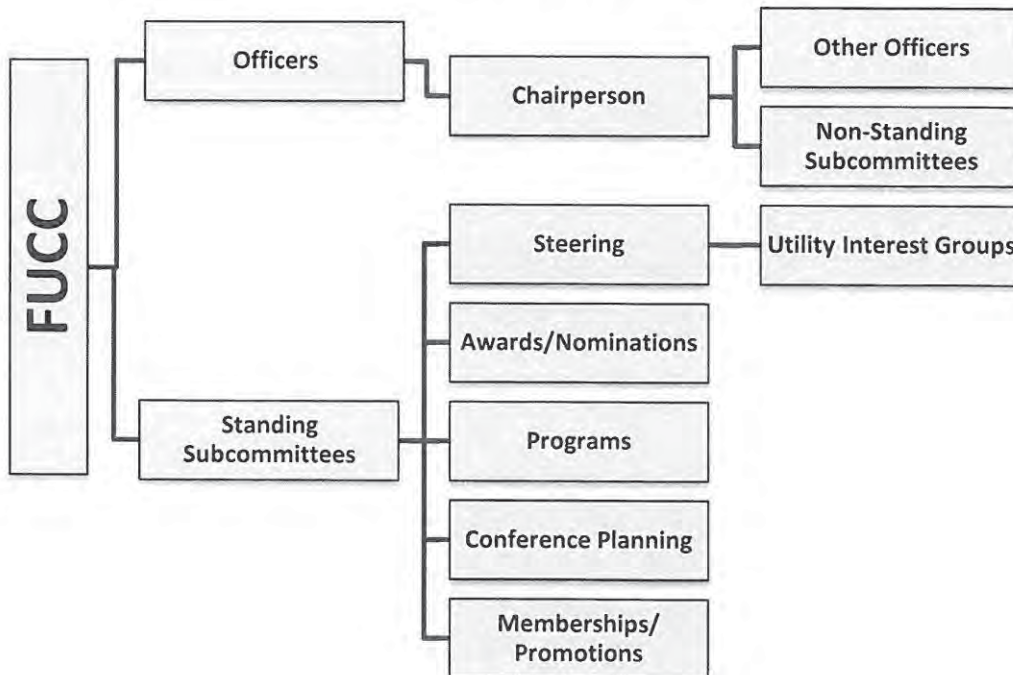 FUCC
Officers
Chairperson
Other Officers
Non-Standing
Subcommittees
Steering
Utility Interest Groups
Awards/Nominations
Standing
Subcommittees
Programs
Conference Planning
Memberships/
Promotions